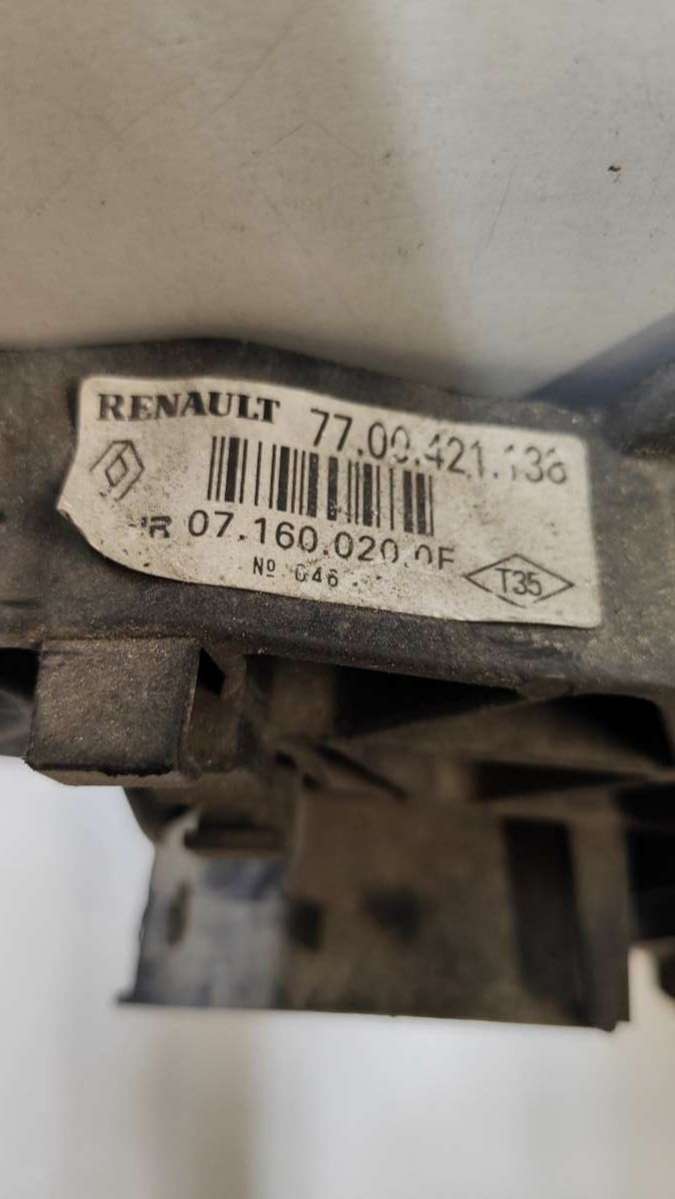 RENAULT 77.00.421.136
07.160.020.0F
Nº 046
T35